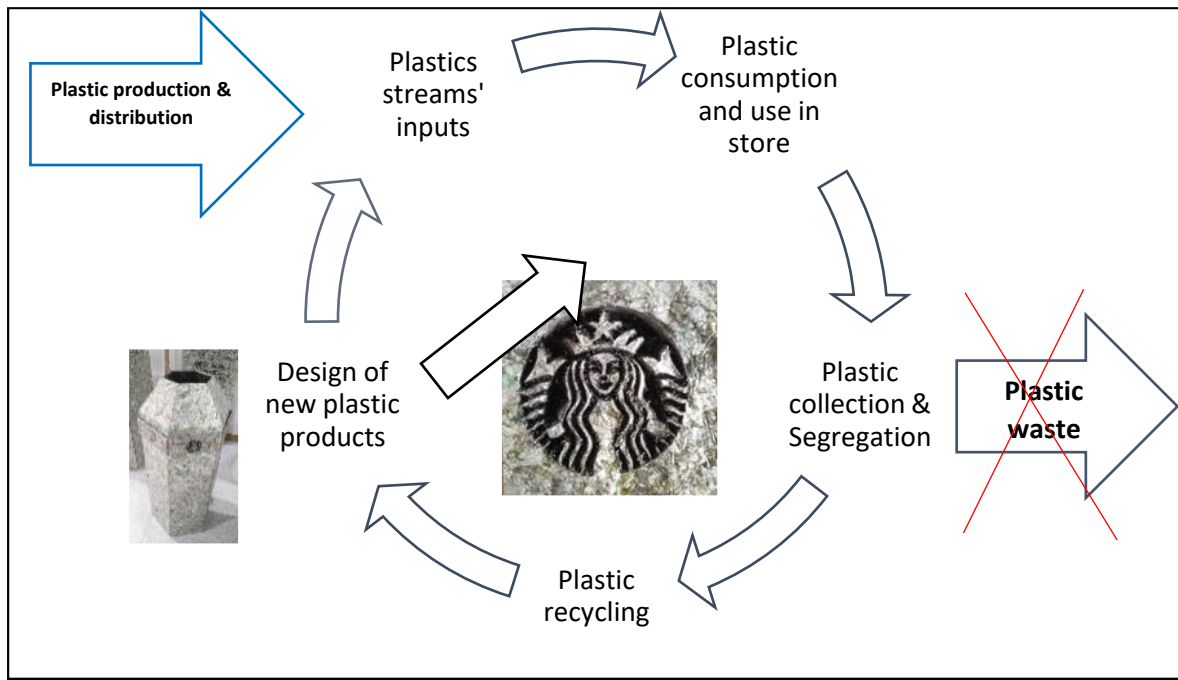 Plastic production &
distribution
Plastics
streams'
inputs
Plastic
consumption
and use in
store
Plastic
collection &
Segregation
Plastic
waste
Plastic
recycling
Design of
new plastic
products